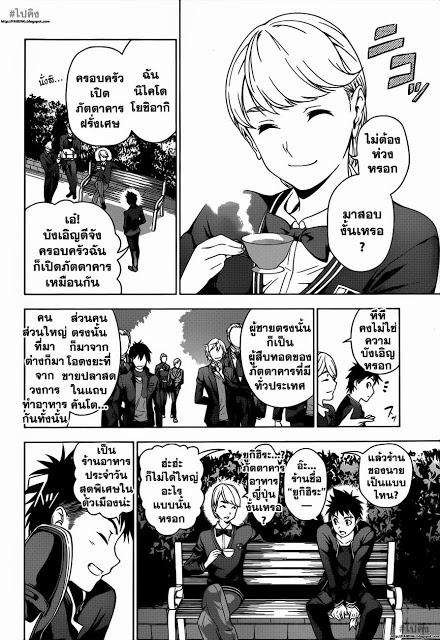 #ไปคิง
http://PAIKING.blogspot.com
ไม่ต้อง
ห่วง
หรอก
มาสอบ
งั้นเหรอ
?
ฉัน
นิโคโต
โยชิอากิ
ครอบครัว
เปิด
ภัตตาคาร
ฝรั่งเศษ
เอ๋!
บังเอิญดีจัง
ครอบครัวฉัน
ก็เปิดภัตตาคาร
เหมือนกัน
ที่นี่
คงไม่ใช่
ความ
บังเอิญ
หรอก
ผู้ชายตรงนั้น
ก็เป็น
ผู้สืบทอดของ
ภัตตาคารที่มี
ทั่วประเทศ
ส่วนคน
ตรงนั้น
ก็มาจาก
โอดงยะที่
ขายปลาสด
ในแถบ
คันโต...
คน
ส่วนใหญ่
ที่มา
ต่างก็มา
จาก
วงการ
ทำอาหาร
กันทั้งนั้น
แล้วร้าน
ของนาย
เป็นแบบ
ไหน?
อ๊ะ...
ร้านชื่อ
"ยูกิฮิระ"
ยูกิฮิระ...?
ภัตตาคาร
อาหาร
ญี่ปุ่น
งั้นเหรอ?
ฮ่ะฮ่ะ
ก็ไม่ได้ใหญ่
อะไร
แบบนั้น
หรอก
เป็น
ร้านอาหาร
ประจำวัน
สุดพิเศษใน
ตัวเมืองน่ะ
#ไปคิง
http://PAIKING.blogspot.com